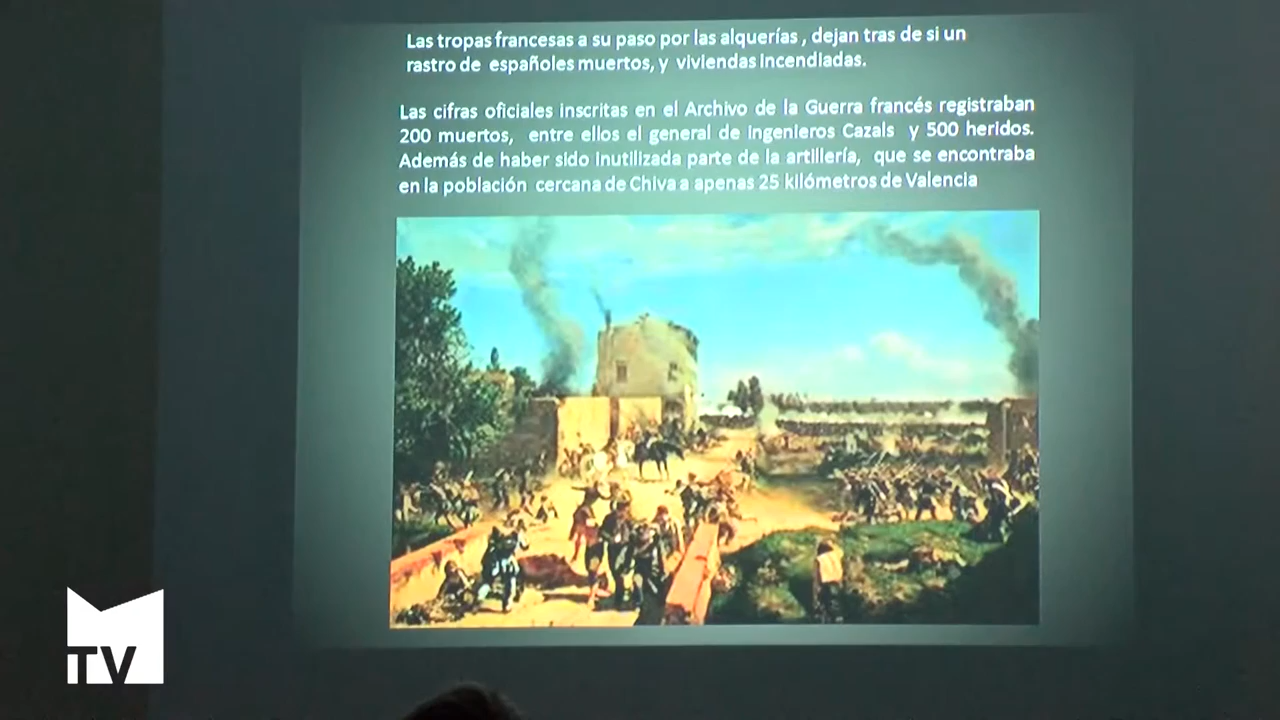 Las tropas francesas a su paso por las alquerías , dejan tras de si un
rastro de españoles muertos, y viviendas incendiadas.
Las cifras oficiales inscritas en el Archivo de la Guerra francés registraban
200 muertos, entre ellos el general de Ingenieros Cazals y 500 heridos.
Además de haber sido inutilizada parte de la artillería, que se encontraba
en la población cercana de Chiva a apenas 25 kilómetros de Valencia
TV